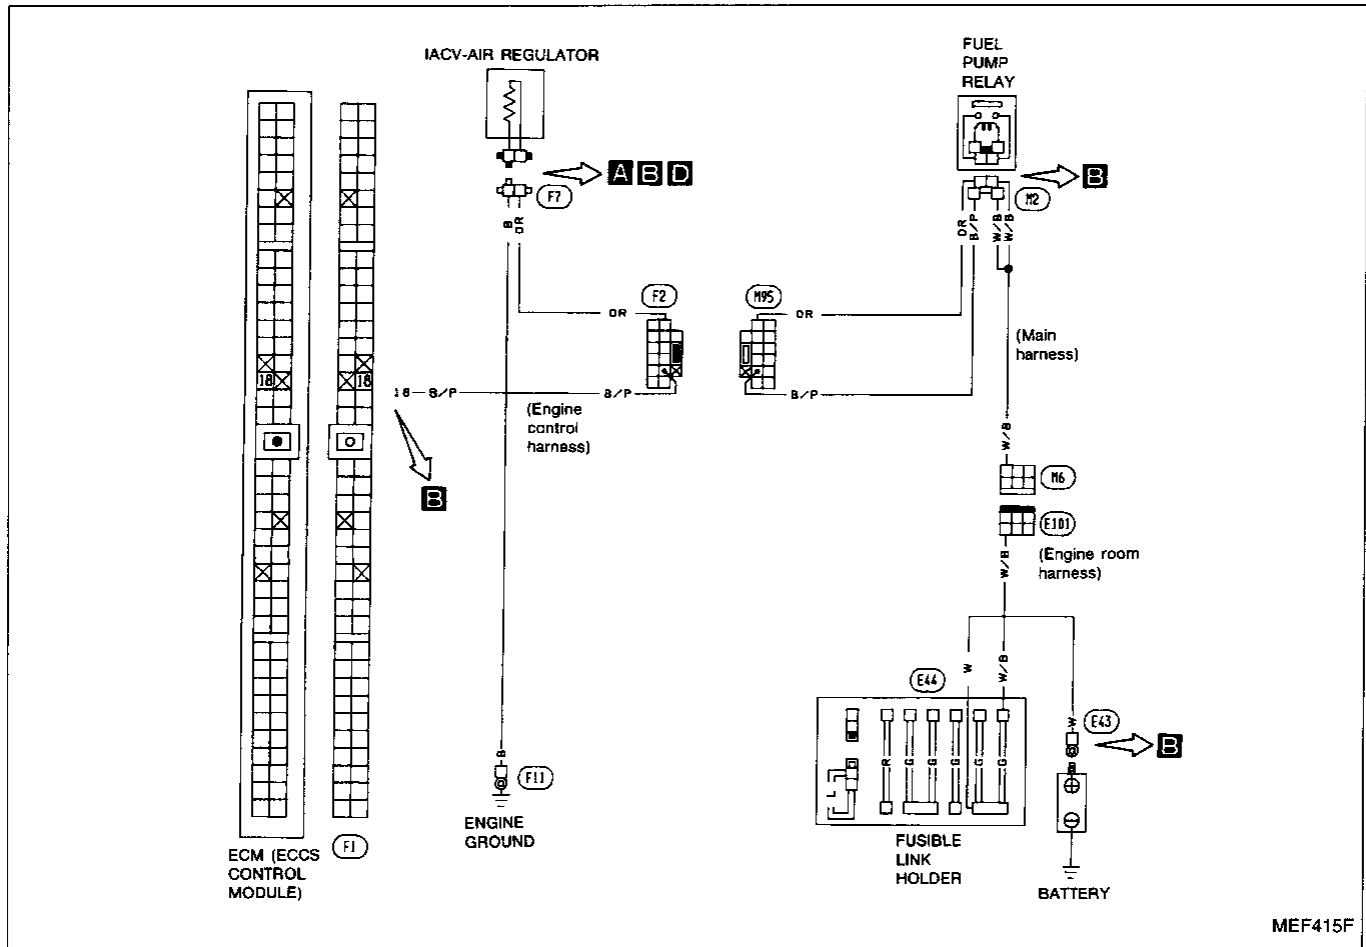 IACV-AIR REGULATOR
FUEL
PUMP
RELAY
A B D
F7
B
M2
B
OR
OR
B/P
W/B
W/B
F2
M95
OR
OR
(Main
harness)
18
18
18
B/P
B/P
B/P
(Engine
control
harness)
B
W/B
M6
E101
W/B
(Engine room
harness)
W
W/B
E44
W
E43
B
R
G
G
G
G
G
L
B
F11
ENGINE
GROUND
FUSIBLE
LINK
HOLDER
BATTERY
ECM (ECCS
CONTROL
MODULE)
F1
MEF415F